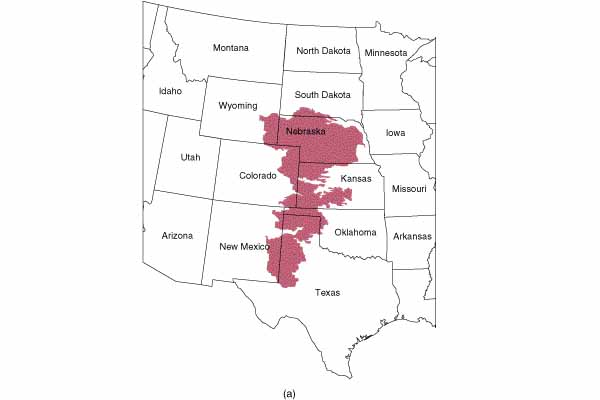 Montana
North Dakota
Minnesota
Idaho
Wyoming
South Dakota
Nebraska
Iowa
Utah
Colorado
Kansas
Missouri
Arizona
New Mexico
Oklahoma
Arkansas
Texas
(a)